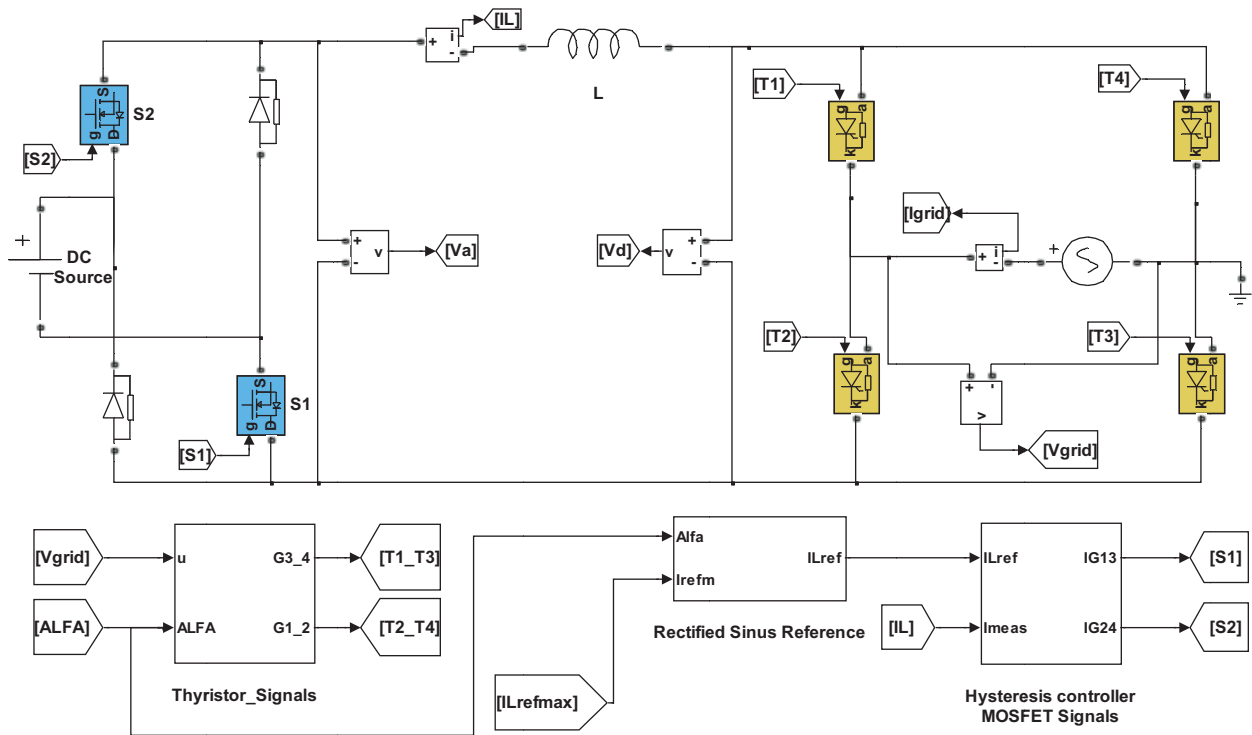 [IL]
+
i
-
L
S
g
D
S2
[S2]
+
DC
Source
+
-
v
[Va]
[Vd]
v
+
-
[T1]
g
a
k
[T4]
g
a
k
[Igrid]
+
i
-
+
[T2]
g
a
k
[T3]
g
a
k
+
-
v
[Vgrid]
S
g
D
S1
[S1]
[Vgrid]
u
G3_4
[T1_T3]
[ALFA]
ALFA
G1_2
[T2_T4]
Thyristor_Signals
Alfa
Irefm
ILref
Rectified Sinus Reference
[ILrefmax]
ILref
IG13
[S1]
[IL]
Imeas
IG24
[S2]
Hysteresis controller
MOSFET Signals